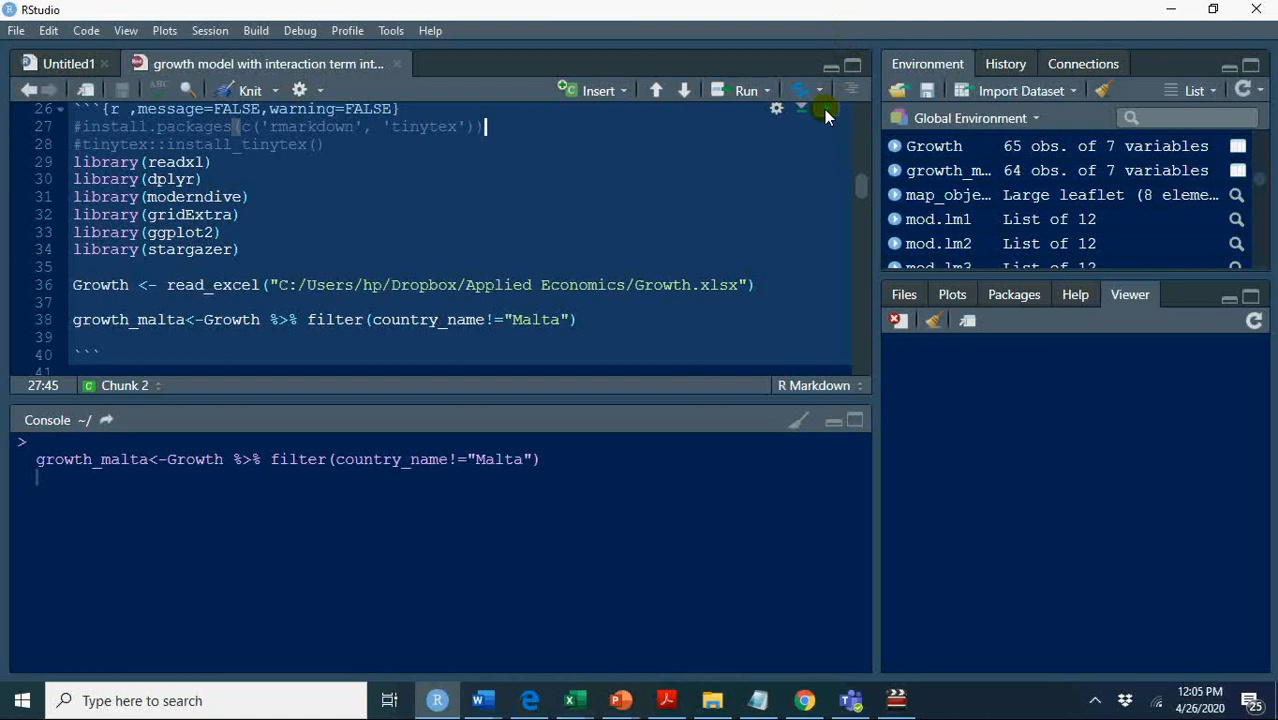 RStudio
File Edit Code View Plots Session Build Debug Profile Tools Help
Untitled1 growth model with interaction term int...
ABC Knit Insert Run
26 ```{r ,message=FALSE,warning=FALSE}
27 #install.packages(c('rmarkdown', 'tinytex'))
28 #tinytex::install_tinytex()
29 library(readxl)
30 library(dplyr)
31 library(moderndive)
32 library(gridExtra)
33 library(ggplot2)
34 library(stargazer)
35
36 Growth <- read_excel("C:/Users/hp/Dropbox/Applied Economics/Growth.xlsx")
37
38 growth_malta<-Growth %>% filter(country_name!="Malta")
39
40 ```
41
27:45 Chunk 2 R Markdown
Console ~/
>
growth_malta<-Growth %>% filter(country_name!="Malta")
Environment History Connections
Import Dataset List
Global Environment
Growth 65 obs. of 7 variables
growth_m... 64 obs. of 7 variables
map_obje... Large leaflet (8 eleme...
mod.lm1 List of 12
mod.lm2 List of 12
mod.lm3 List of 12
Files Plots Packages Help Viewer
Type here to search
12:05 PM
4/26/2020
25